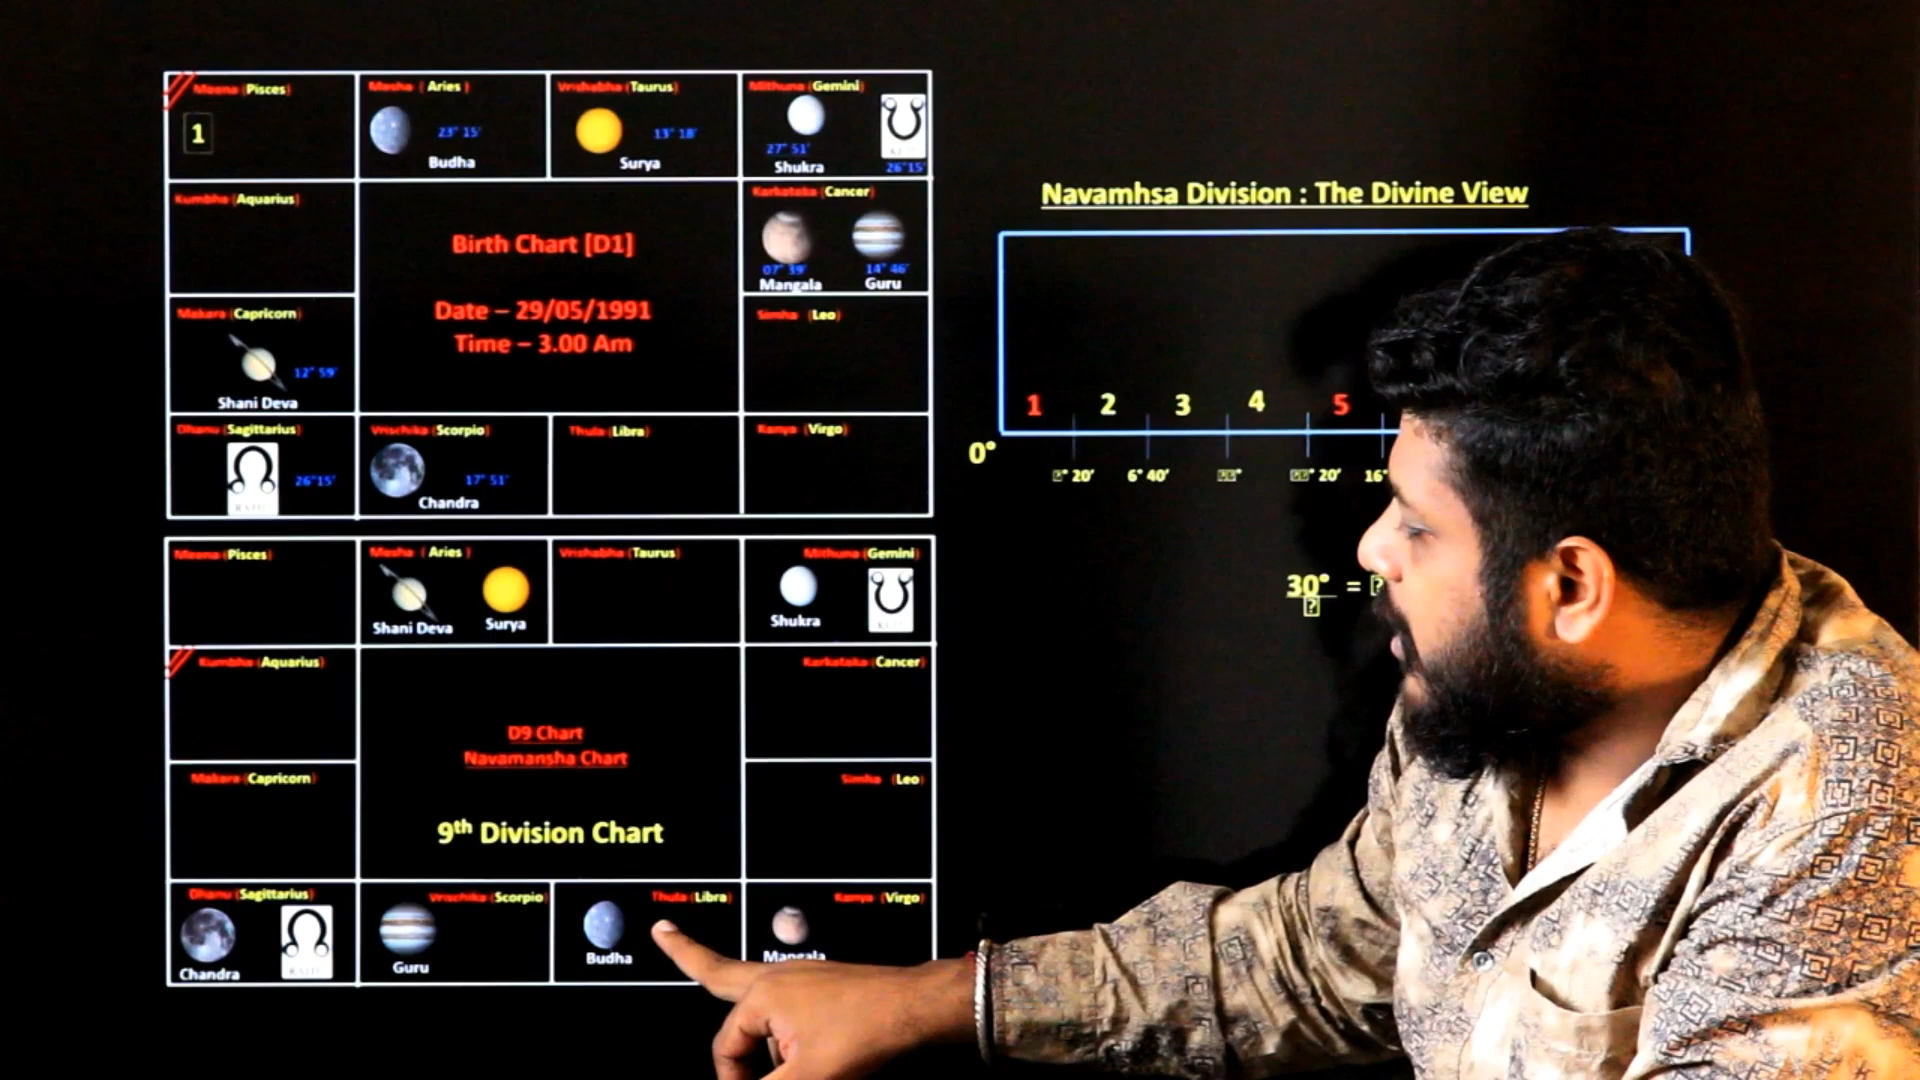 Meena (Pisces)
1
Mesha ( Aries )
23° 15'
Budha
Vrishabha (Taurus)
13° 18'
Surya
Mithuna (Gemini)
27° 51'
Shukra
26°15'
Kumbha (Aquarius)
Karkataka (Cancer)
07° 39'
Mangala
14° 46'
Guru
Birth Chart [D1]
Date – 29/05/1991
Time – 3.00 Am
Makara (Capricorn)
12° 59'
Shani Deva
Simha (Leo)
Dhanu (Sagittarius)
26°15'
RAHU
Vrischika (Scorpio)
17° 51'
Chandra
Thula (Libra)
Kanya (Virgo)
Meena (Pisces)
Mesha ( Aries )
Shani Deva
Surya
Vrishabha (Taurus)
Mithuna (Gemini)
Shukra
Kumbha (Aquarius)
Karkataka (Cancer)
D9 Chart
Navamansha Chart
9th Division Chart
Makara (Capricorn)
Simha (Leo)
Dhanu (Sagittarius)
Chandra
RAHU
Vrischika (Scorpio)
Guru
Thula (Libra)
Budha
Kanya (Virgo)
Mangala
Navamhsa Division : The Divine View
1 2 3 4 5
0°
20' 6° 40' 20' 16°
30° =